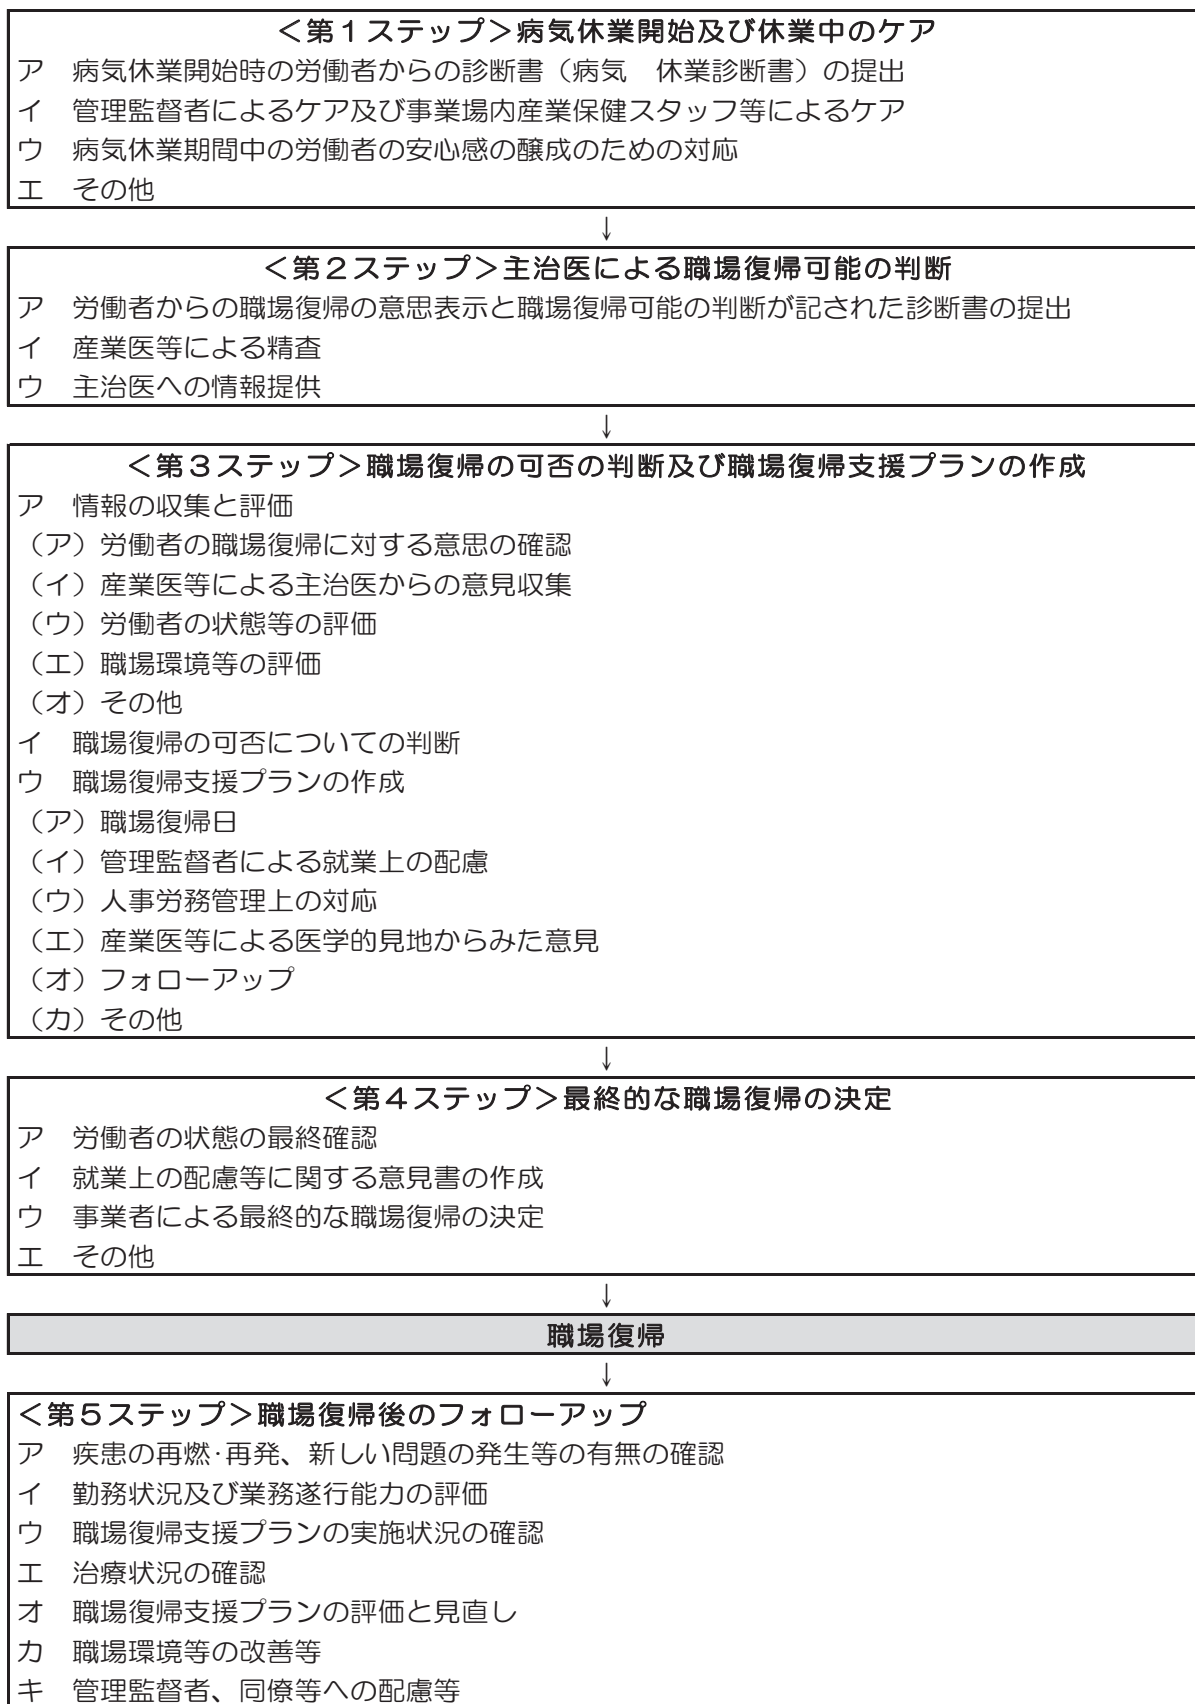 ＜第１ステップ＞病気休業開始及び休業中のケア
ア　病気休業開始時の労働者からの診断書（病気　休業診断書）の提出
イ　管理監督者によるケア及び事業場内産業保健スタッフ等によるケア
ウ　病気休業期間中の労働者の安心感の醸成のための対応
エ　その他
↓
＜第２ステップ＞主治医による職場復帰可能の判断
ア　労働者からの職場復帰の意思表示と職場復帰可能の判断が記された診断書の提出
イ　産業医等による精査
ウ　主治医への情報提供
↓
＜第３ステップ＞職場復帰の可否の判断及び職場復帰支援プランの作成
ア　情報の収集と評価
（ア）労働者の職場復帰に対する意思の確認
（イ）産業医等による主治医からの意見収集
（ウ）労働者の状態等の評価
（エ）職場環境等の評価
（オ）その他
イ　職場復帰の可否についての判断
ウ　職場復帰支援プランの作成
（ア）職場復帰日
（イ）管理監督者による就業上の配慮
（ウ）人事労務管理上の対応
（エ）産業医等による医学的見地からみた意見
（オ）フォローアップ
（カ）その他
↓
＜第４ステップ＞最終的な職場復帰の決定
ア　労働者の状態の最終確認
イ　就業上の配慮等に関する意見書の作成
ウ　事業者による最終的な職場復帰の決定
エ　その他
↓
職場復帰
↓
＜第５ステップ＞職場復帰後のフォローアップ
ア　疾患の再燃･再発、新しい問題の発生等の有無の確認
イ　勤務状況及び業務遂行能力の評価
ウ　職場復帰支援プランの実施状況の確認
エ　治療状況の確認
オ　職場復帰支援プランの評価と見直し
カ　職場環境等の改善等
キ　管理監督者、同僚等への配慮等